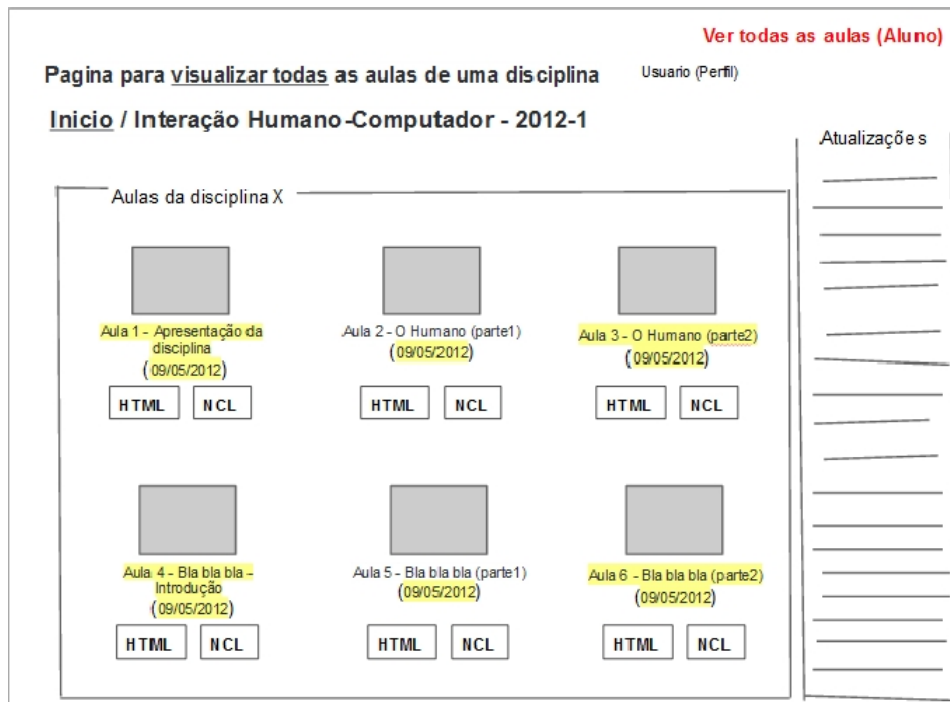 Ver todas as aulas (Aluno)
Pagina para visualizar todas as aulas de uma disciplina
Usuario (Perfil)
Inicio / Interação Humano-Computador - 2012-1
Atualizações
Aulas da disciplina X
Aula 1 - Apresentação da
disciplina
(09/05/2012)
HTML NCL
Aula 2 - O Humano (parte1)
(09/05/2012)
HTML NCL
Aula 3 - O Humano (parte2)
(09/05/2012)
HTML NCL
Aula 4 - Bla bla bla -
Introdução
(09/05/2012)
HTML NCL
Aula 5 - Bla bla bla (parte1)
(09/05/2012)
HTML NCL
Aula 6 - Bla bla bla (parte2)
(09/05/2012)
HTML NCL